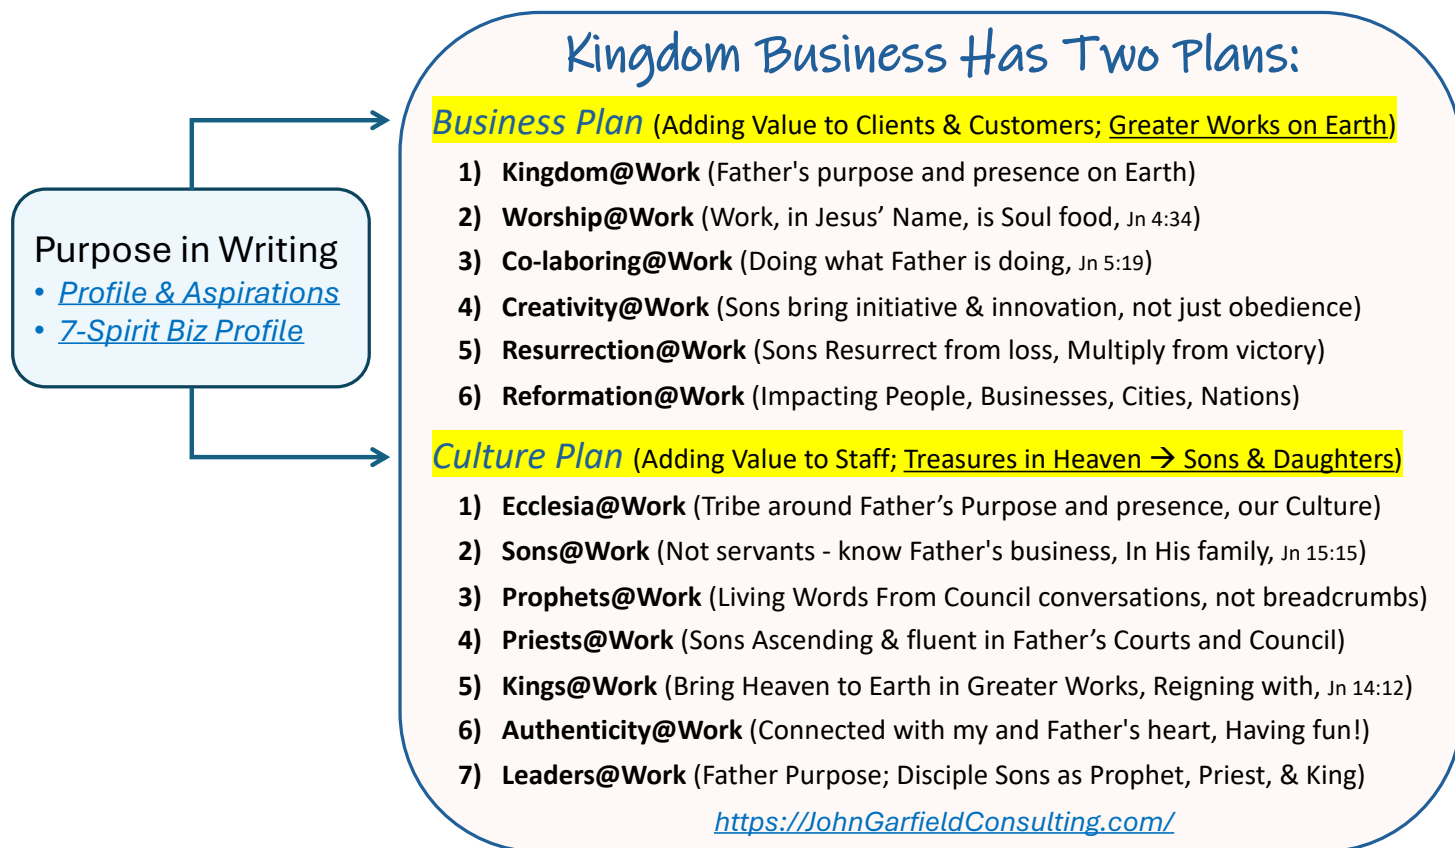 Kingdom Business Has Two Plans:
Business Plan (Adding Value to Clients & Customers; Greater Works on Earth)
1) Kingdom@Work (Father's purpose and presence on Earth)
2) Worship@Work (Work, in Jesus’ Name, is Soul food, Jn 4:34)
3) Co-laboring@Work (Doing what Father is doing, Jn 5:19)
4) Creativity@Work (Sons bring initiative & innovation, not just obedience)
5) Resurrection@Work (Sons Resurrect from loss, Multiply from victory)
6) Reformation@Work (Impacting People, Businesses, Cities, Nations)
Purpose in Writing
• Profile & Aspirations
• 7-Spirit Biz Profile
Culture Plan (Adding Value to Staff; Treasures in Heaven → Sons & Daughters)
1) Ecclesia@Work (Tribe around Father’s Purpose and presence, our Culture)
2) Sons@Work (Not servants - know Father's business, In His family, Jn 15:15)
3) Prophets@Work (Living Words From Council conversations, not breadcrumbs)
4) Priests@Work (Sons Ascending & fluent in Father’s Courts and Council)
5) Kings@Work (Bring Heaven to Earth in Greater Works, Reigning with, Jn 14:12)
6) Authenticity@Work (Connected with my and Father's heart, Having fun!)
7) Leaders@Work (Father Purpose; Disciple Sons as Prophet, Priest, & King)
https://JohnGarfieldConsulting.com/